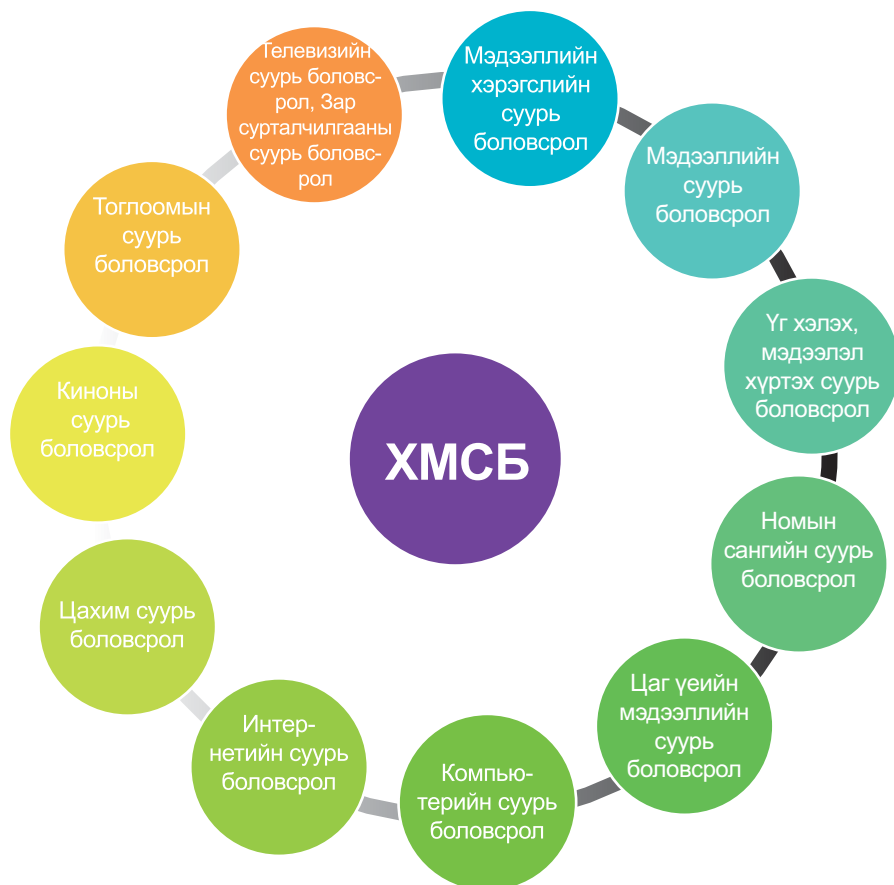 Телевизийн
суурь боловс-
рол, Зар
сурталчилгааны
суурь боловс-
рол
Мэдээллийн
хэрэгслийн
суурь
боловсрол
Мэдээллийн
суурь
боловсрол
Үг хэлэх,
мэдээлэл
хүртэх суурь
боловсрол
Номын
сангийн суурь
боловсрол
Цаг үеийн
мэдээллийн
суурь
боловсрол
Компью-
терийн суурь
боловсрол
Интер-
нетийн суурь
боловсрол
Цахим суурь
боловсрол
Киноны
суурь
боловсрол
Тоглоомын
суурь
боловсрол
ХМСБ